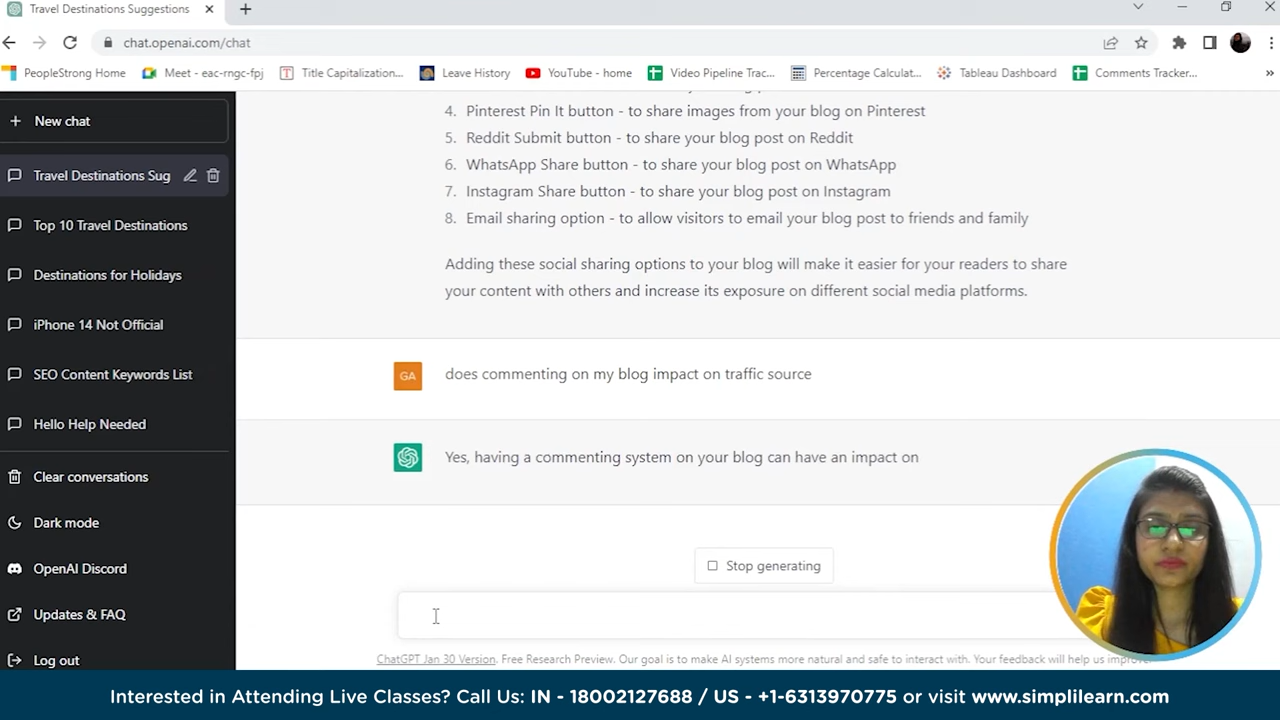 Travel Destinations Suggestions
chat.openai.com/chat
PeopleStrong Home
Meet - eac-rngc-fpj
Title Capitalization...
Leave History
YouTube - home
Video Pipeline Trac...
Percentage Calculat...
Tableau Dashboard
Comments Tracker...
New chat
Travel Destinations Sug
Top 10 Travel Destinations
Destinations for Holidays
iPhone 14 Not Official
SEO Content Keywords List
Hello Help Needed
Clear conversations
Dark mode
OpenAI Discord
Updates & FAQ
Log out
4. Pinterest Pin It button - to share images from your blog on Pinterest
5. Reddit Submit button - to share your blog post on Reddit
6. WhatsApp Share button - to share your blog post on WhatsApp
7. Instagram Share button - to share your blog post on Instagram
8. Email sharing option - to allow visitors to email your blog post to friends and family
Adding these social sharing options to your blog will make it easier for your readers to share
your content with others and increase its exposure on different social media platforms.
GA
does commenting on my blog impact on traffic source
Yes, having a commenting system on your blog can have an impact on
Stop generating
ChatGPT Jan 30 Version. Free Research Preview. Our goal is to make AI systems more natural and safe to interact with. Your feedback will help us improve
Interested in Attending Live Classes? Call Us: IN - 18002127688 / US - +1-6313970775 or visit www.simplilearn.com